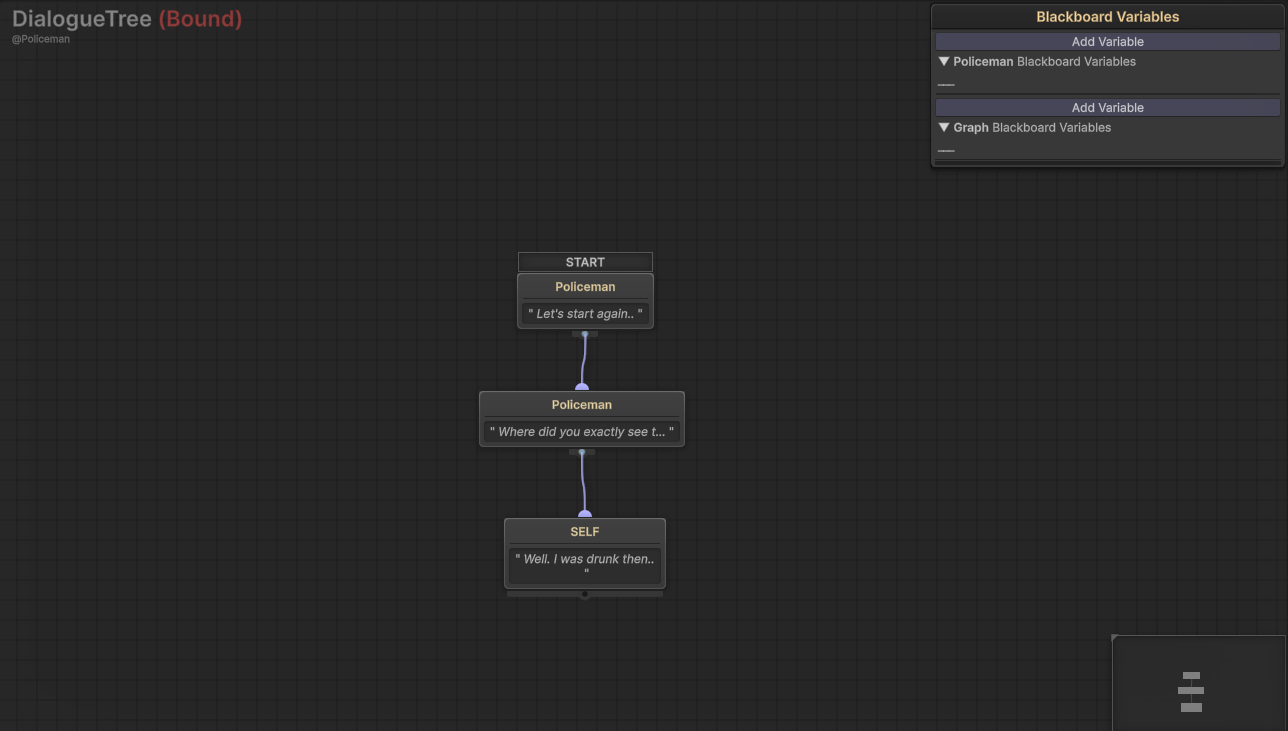 DialogueTree (Bound)
@Policeman
Blackboard Variables
Add Variable
Policeman Blackboard Variables
Add Variable
Graph Blackboard Variables
START
Policeman
" Let's start again.. "
Policeman
" Where did you exactly see t... "
SELF
" Well. I was drunk then..
"